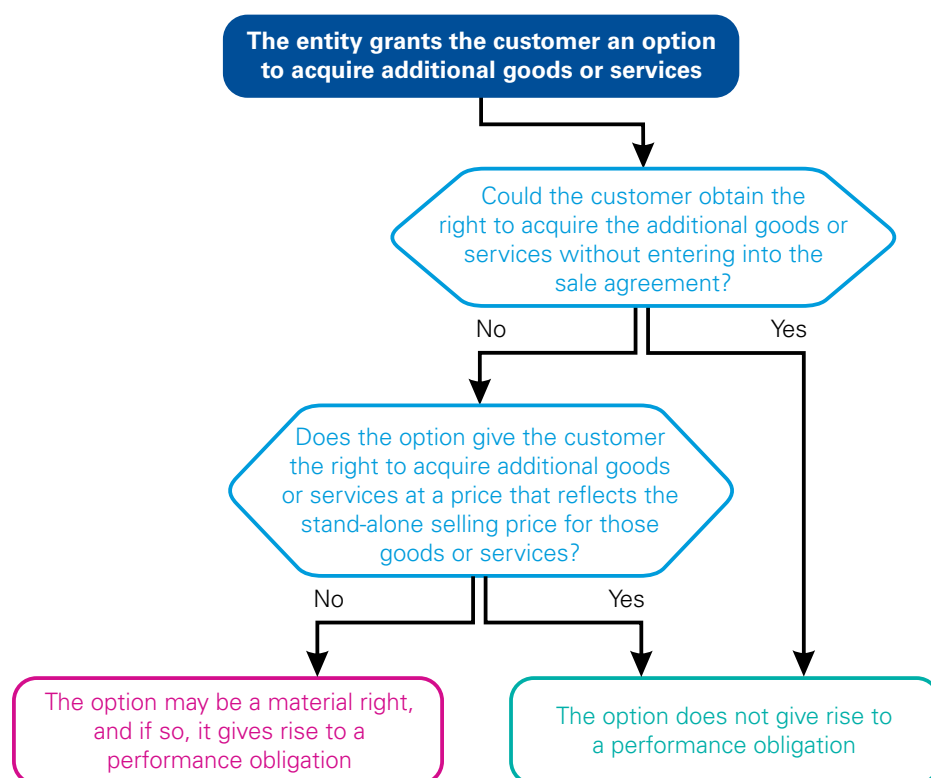 The entity grants the customer an option
to acquire additional goods or services
Could the customer obtain the
right to acquire the additional goods or
services without entering into the
sale agreement?
No
Yes
Does the option give the customer
the right to acquire additional goods
or services at a price that reflects the
stand-alone selling price for those
goods or services?
No
Yes
The option may be a material right,
and if so, it gives rise to a
performance obligation
The option does not give rise to
a performance obligation